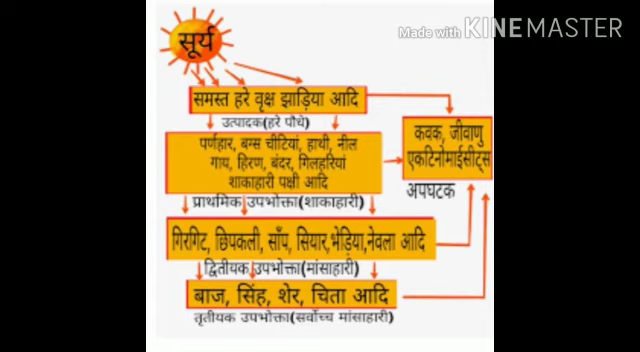 Made with KINEMASTER
सूर्य
समस्त हरे वृक्ष झाड़िया आदि
उत्पादक(हरे पौधे)
पर्णहार, बग्स चीटियां, हाथी, नील
गाय, हिरण, बंदर, गिलहरियां
शाकाहारी पक्षी आदि
प्राथमिक उपभोक्ता(शाकाहारी)
कवक, जीवाणु
एकटिनोमाईसीट्स
अपघटक
गिरगिट, छिपकली, साँप, सियार,भेड़िया,नेवला आदि
द्वितीयक उपभोक्ता(मांसाहारी)
बाज, सिंह, शेर, चिता आदि
तृतीयक उपभोक्ता(सर्वोच्च मांसाहारी)